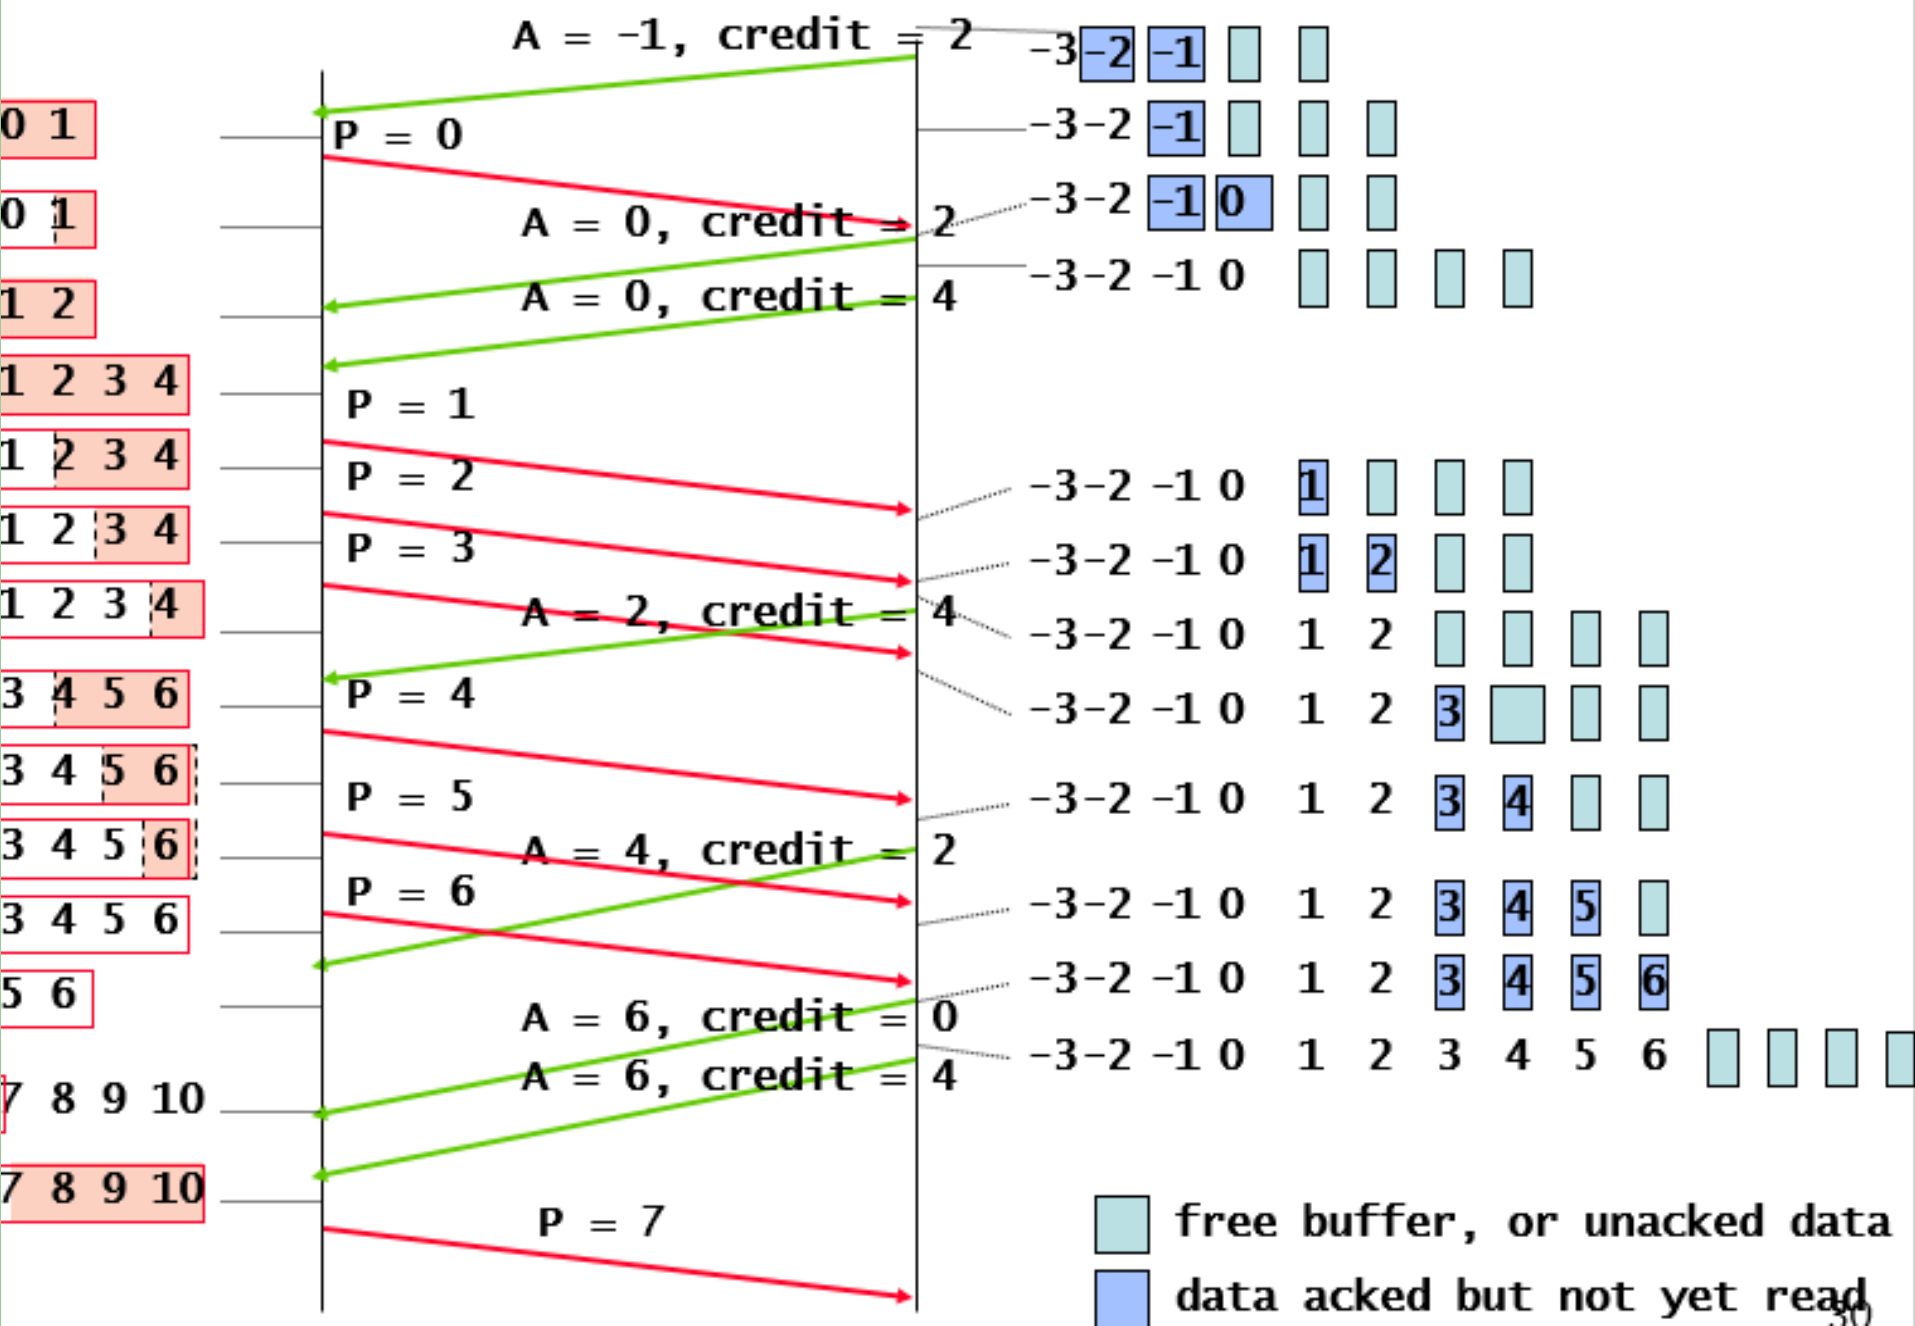 A = -1, credit = 2
-3 -2 -1
0 1
P = 0
-3 -2 -1
0 1
A = 0, credit = 2
-3 -2 -1 0
1 2
A = 0, credit = 4
-3 -2 -1 0
1 2 3 4
P = 1
1 2 3 4
P = 2
-3 -2 -1 0 1
1 2 3 4
P = 3
-3 -2 -1 0 1 2
1 2 3 4
A = 2, credit = 4
-3 -2 -1 0 1 2
3 4 5 6
P = 4
-3 -2 -1 0 1 2 3
3 4 5 6
P = 5
-3 -2 -1 0 1 2 3 4
3 4 5 6
A = 4, credit = 2
3 4 5 6
P = 6
-3 -2 -1 0 1 2 3 4 5
5 6
-3 -2 -1 0 1 2 3 4 5 6
A = 6, credit = 0
-3 -2 -1 0 1 2 3 4 5 6
A = 6, credit = 4
7 8 9 10
7 8 9 10
P = 7
free buffer, or unacked data
data acked but not yet read
30